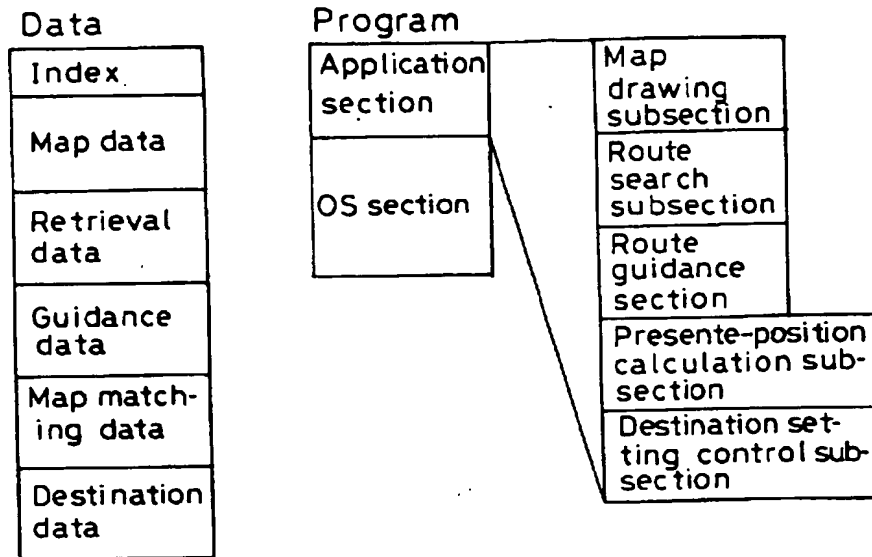 Data
Index
Map data
Retrieval
data
Guidance
data
Map match-
ing data
Destination
data
Program
Application
section
OS section
Map
drawing
subsection
Route
search
subsection
Route
guidance
section
Presente-position
calculation sub-
section
Destination set-
ting control sub-
section